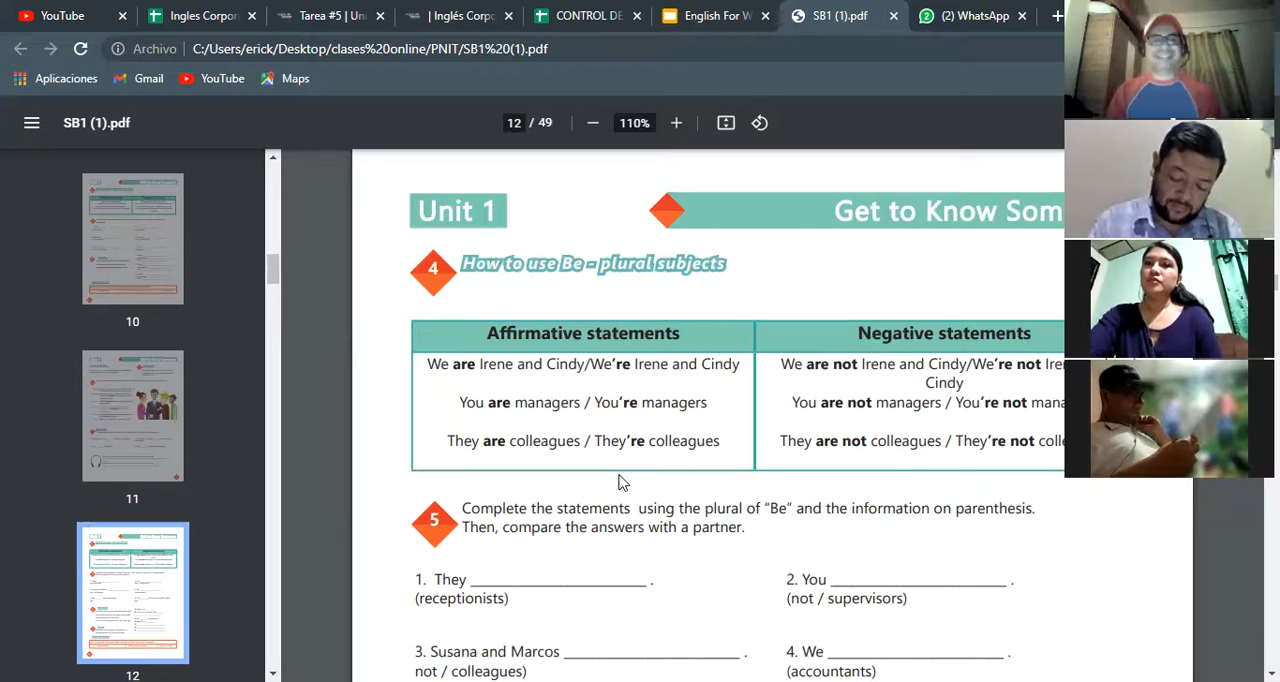 YouTube
Ingles Corpor
Tarea #5 | Uni
| Inglés Corpo
CONTROL DE
English For W
SB1 (1).pdf
(2) WhatsApp
Archivo
C:/Users/erick/Desktop/clases%20online/PNIT/SB1%20(1).pdf
Aplicaciones
Gmail
YouTube
Maps
SB1 (1).pdf
12 / 49
110%
10
11
12
Unit 1
Get to Know Som
4
How to use Be - plural subjects
Affirmative statements
Negative statements
We are Irene and Cindy/We're Irene and Cindy
We are not Irene and Cindy/We're not Ire
Cindy
You are managers / You're managers
You are not managers / You're not mana
They are colleagues / They're colleagues
They are not colleagues / They're not colle
5
Complete the statements using the plural of “Be” and the information on parenthesis.
Then, compare the answers with a partner.
1. They ____________________ .
(receptionists)
2. You ____________________ .
(not / supervisors)
3. Susana and Marcos ____________________ .
not / colleagues)
4. We ____________________ .
(accountants)